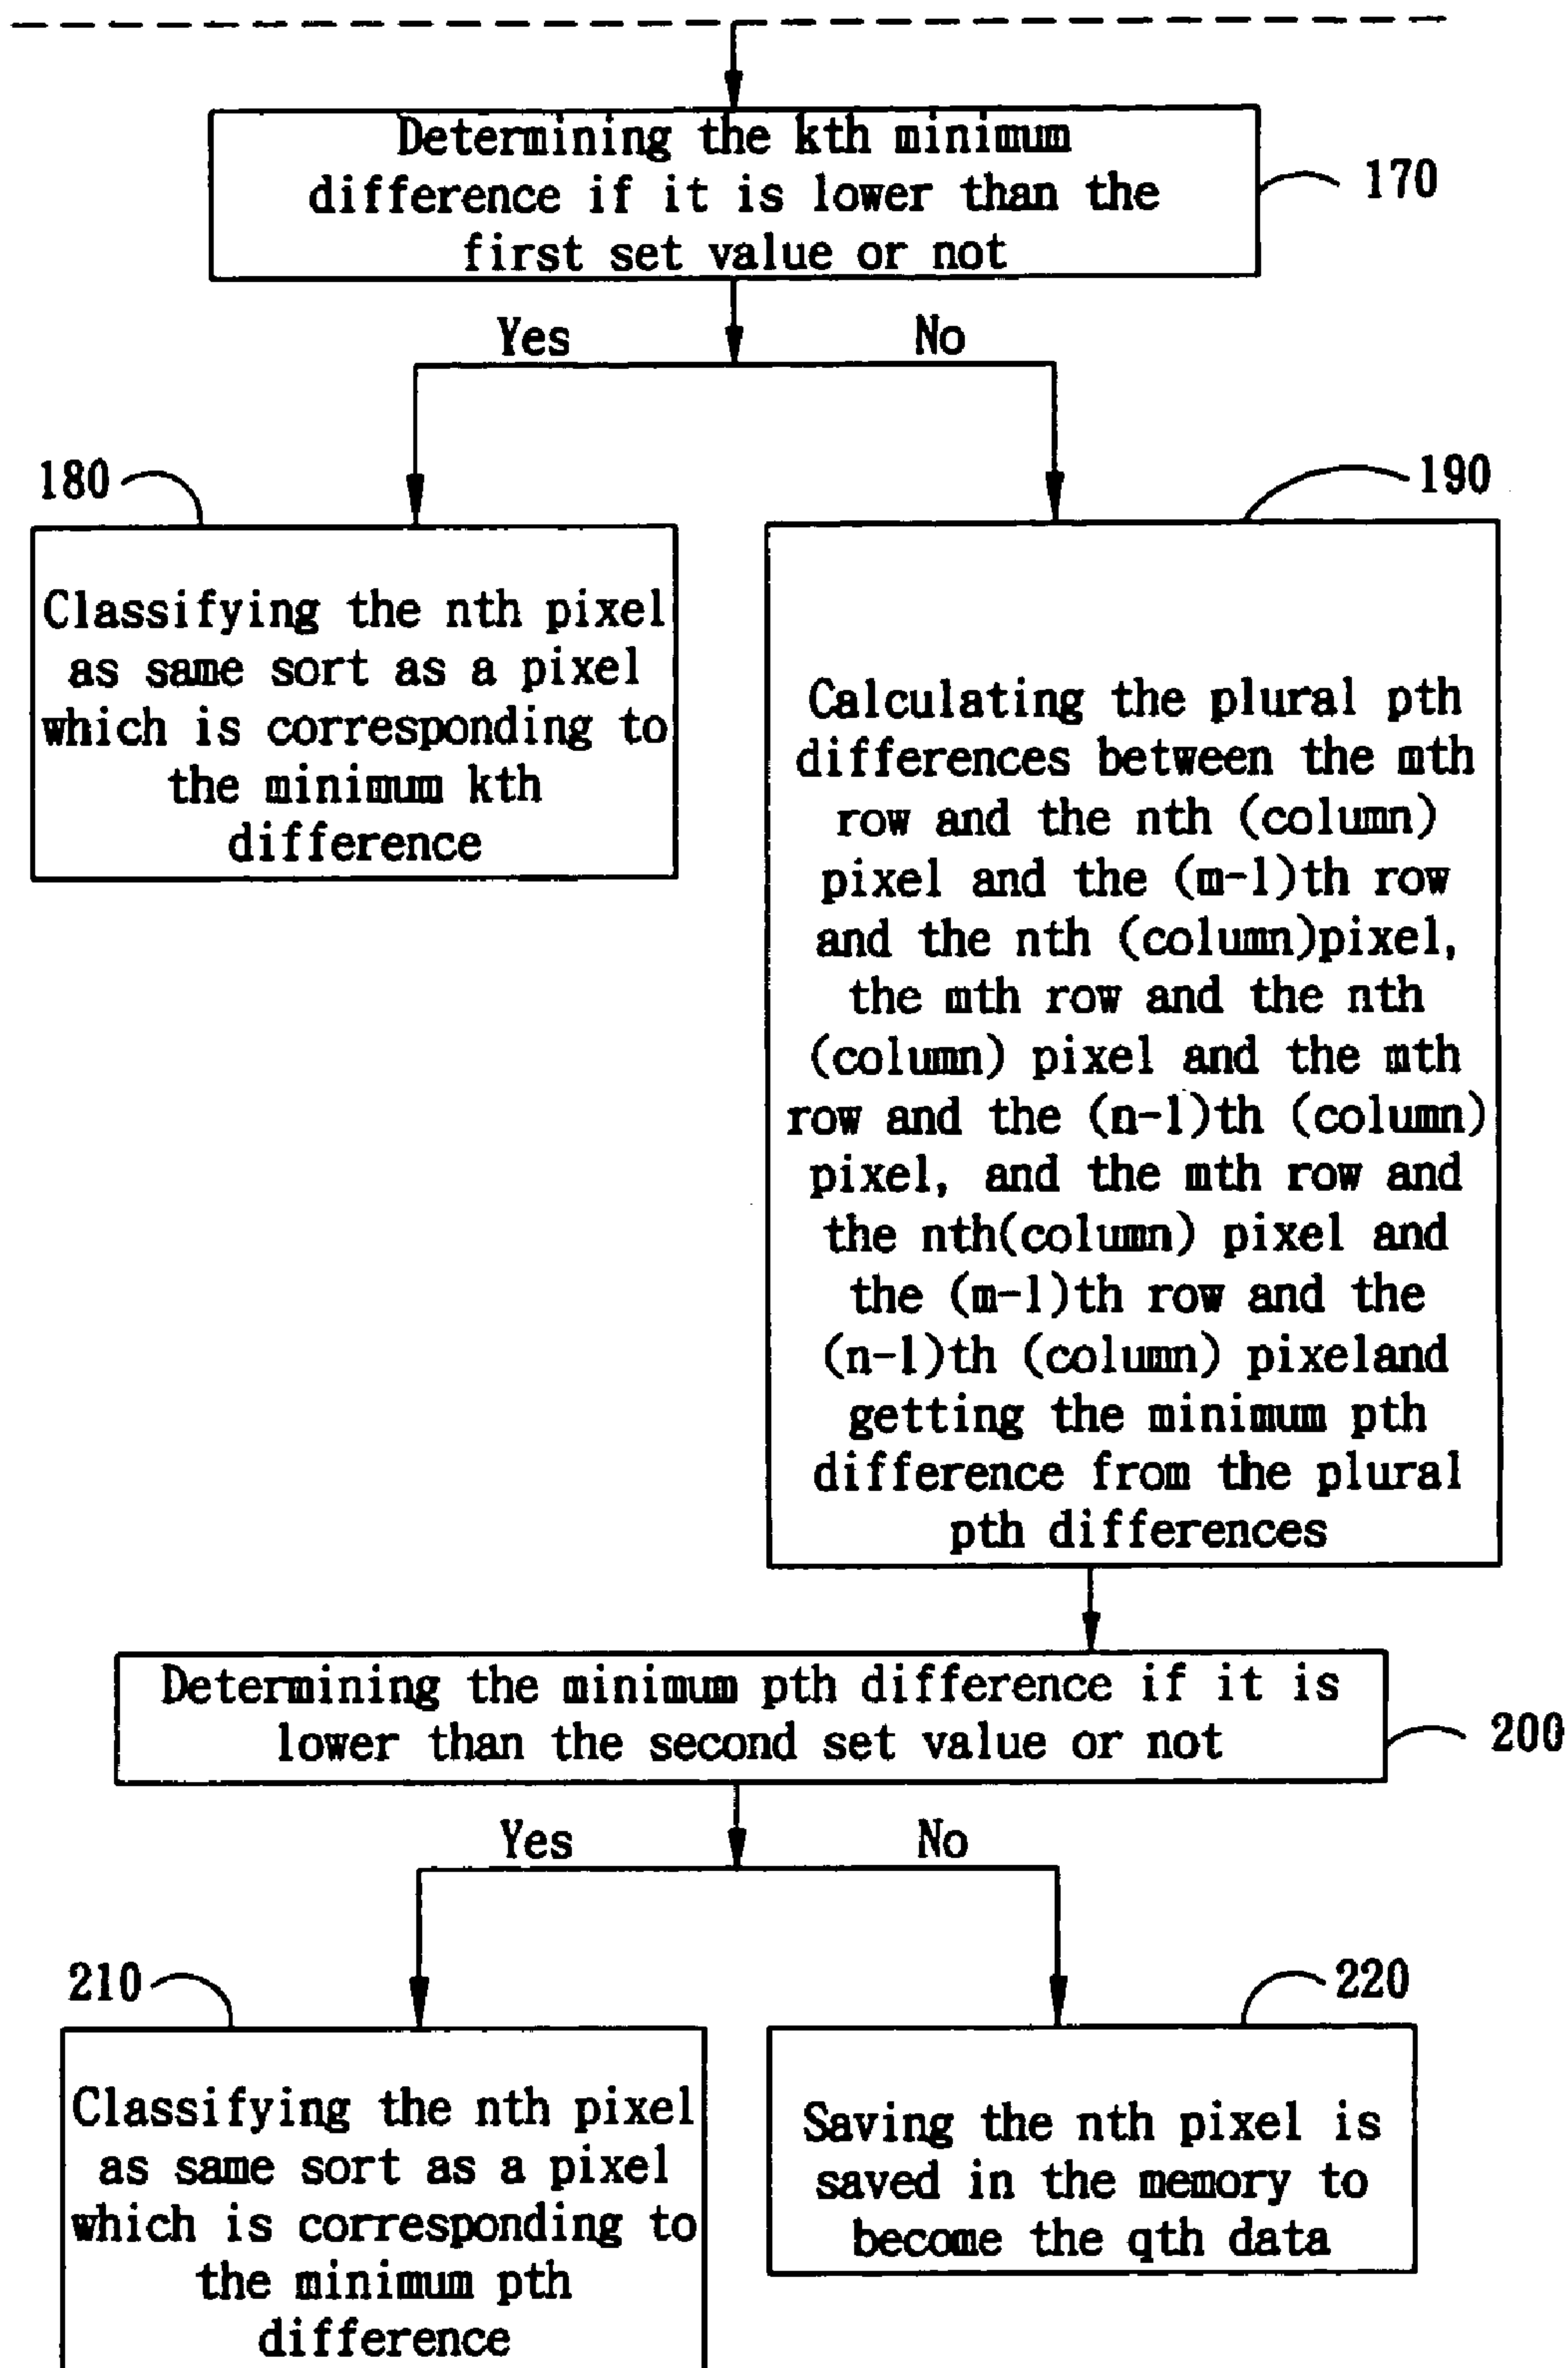 Determining the kth minimum
difference if it is lower than the
first set value or not
170
Yes
No
180
190
Classifying the nth pixel
as same sort as a pixel
which is corresponding to
the minimum kth
difference
Calculating the plural pth
differences between the mth
row and the nth (column)
pixel and the (m-1)th row
and the nth (column)pixel,
the mth row and the nth
(column) pixel and the mth
row and the (n-1)th (column)
pixel, and the mth row and
the nth(column) pixel and
the (m-1)th row and the
(n-1)th (column) pixeland
getting the minimum pth
difference from the plural
pth differences
Determining the minimum pth difference if it is
lower than the second set value or not
200
Yes
No
210
220
Classifying the nth pixel
as same sort as a pixel
which is corresponding to
the minimum pth
difference
Saving the nth pixel is
saved in the memory to
become the qth data